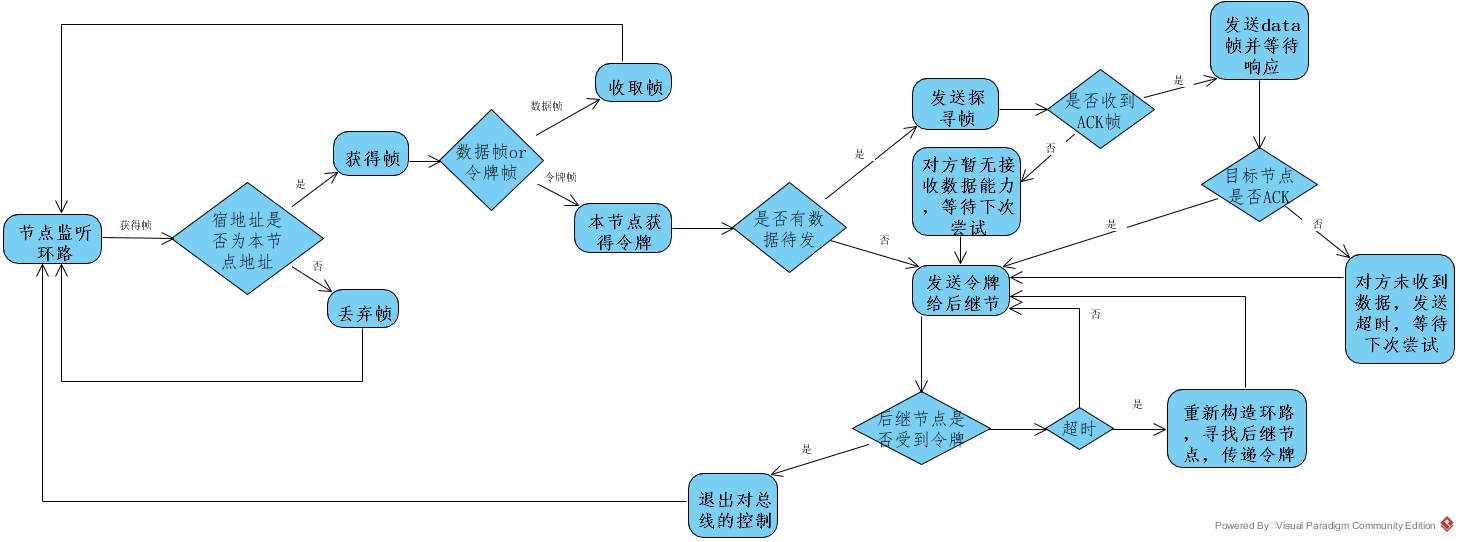 节点监听
环路
获得帧
宿地址是
否为本节
点地址
是
否
获得帧
丢弃帧
数据帧or
令牌帧
数据帧
令牌帧
收取帧
本节点获
得令牌
是否有数
据待发
是
否
发送探
寻帧
是否收到
ACK帧
是
否
对方暂无接
收数据能力
，等待下次
尝试
发送data
帧并等待
响应
目标节点
是否ACK
是
否
对方未收到
数据，发送
超时，等待
下次尝试
发送令牌
给后继节
后继节点是
否受到令牌
是
超时
否
是
重新构造环路
，寻找后继节
点，传递令牌
退出对总
线的控制
Powered By Visual Paradigm Community Edition